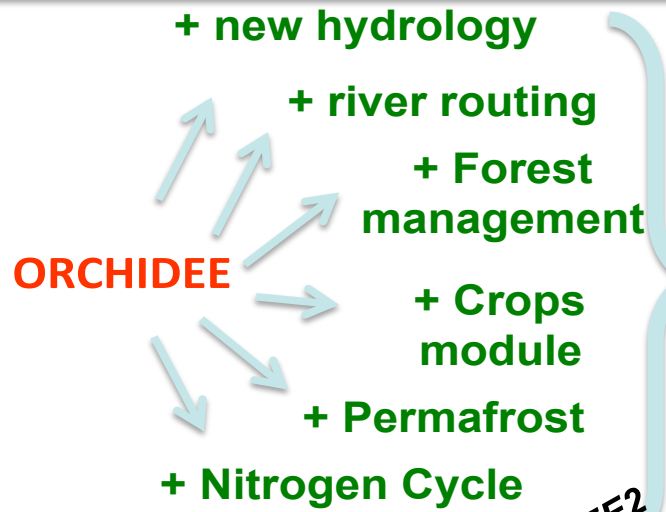 + new hydrology
+ river routing
+ Forest
management
ORCHIDEE
+ Crops
module
+ Permafrost
+ Nitrogen Cycle